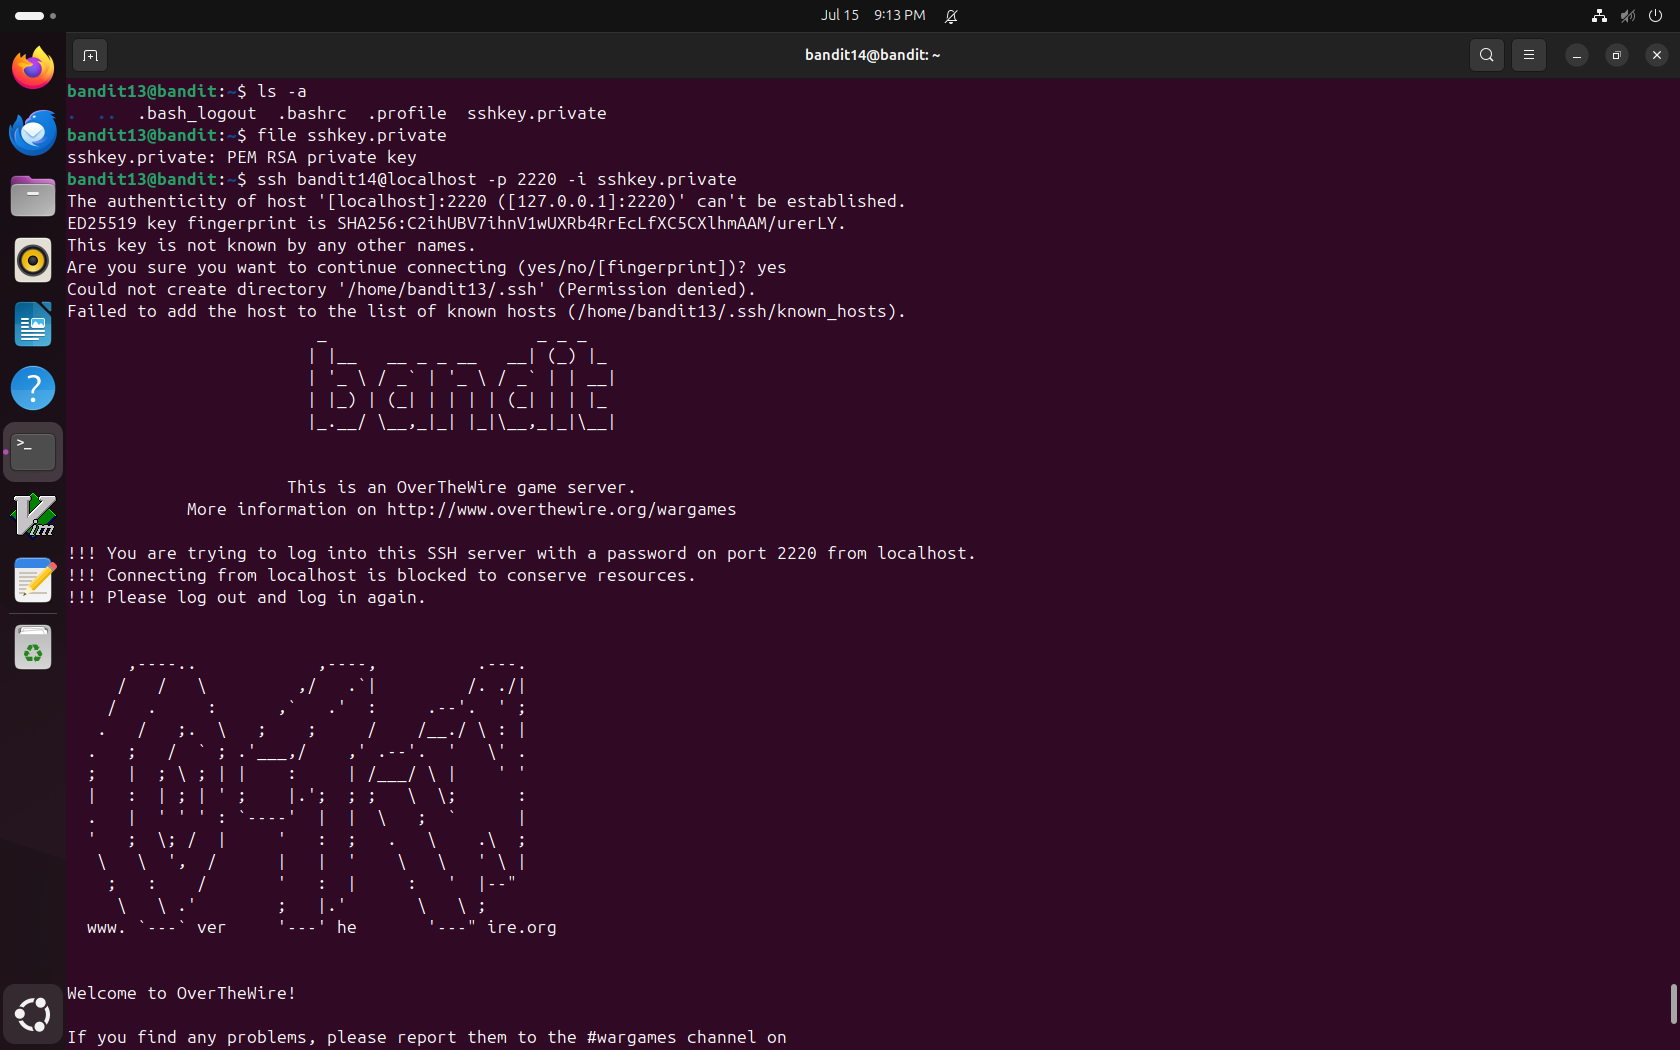 Jul 15 9:13 PM
bandit14@bandit: ~
bandit13@bandit:~$ ls -a
.  ..  .bash_logout  .bashrc  .profile  sshkey.private
bandit13@bandit:~$ file sshkey.private
sshkey.private: PEM RSA private key
bandit13@bandit:~$ ssh bandit14@localhost -p 2220 -i sshkey.private
The authenticity of host '[localhost]:2220 ([127.0.0.1]:2220)' can't be established.
ED25519 key fingerprint is SHA256:C2ihUBV7ihnV1wUXRb4RrEcLfXC5CXlhmAAM/urerLY.
This key is not known by any other names.
Are you sure you want to continue connecting (yes/no/[fingerprint])? yes
Could not create directory '/home/bandit13/.ssh' (Permission denied).
Failed to add the host to the list of known hosts (/home/bandit13/.ssh/known_hosts).
bandit
This is an OverTheWire game server.
More information on http://www.overthewire.org/wargames
!!! You are trying to log into this SSH server with a password on port 2220 from localhost.
!!! Connecting from localhost is blocked to conserve resources.
!!! Please log out and log in again.
www. ver he ire.org
Welcome to OverTheWire!
If you find any problems, please report them to the #wargames channel on